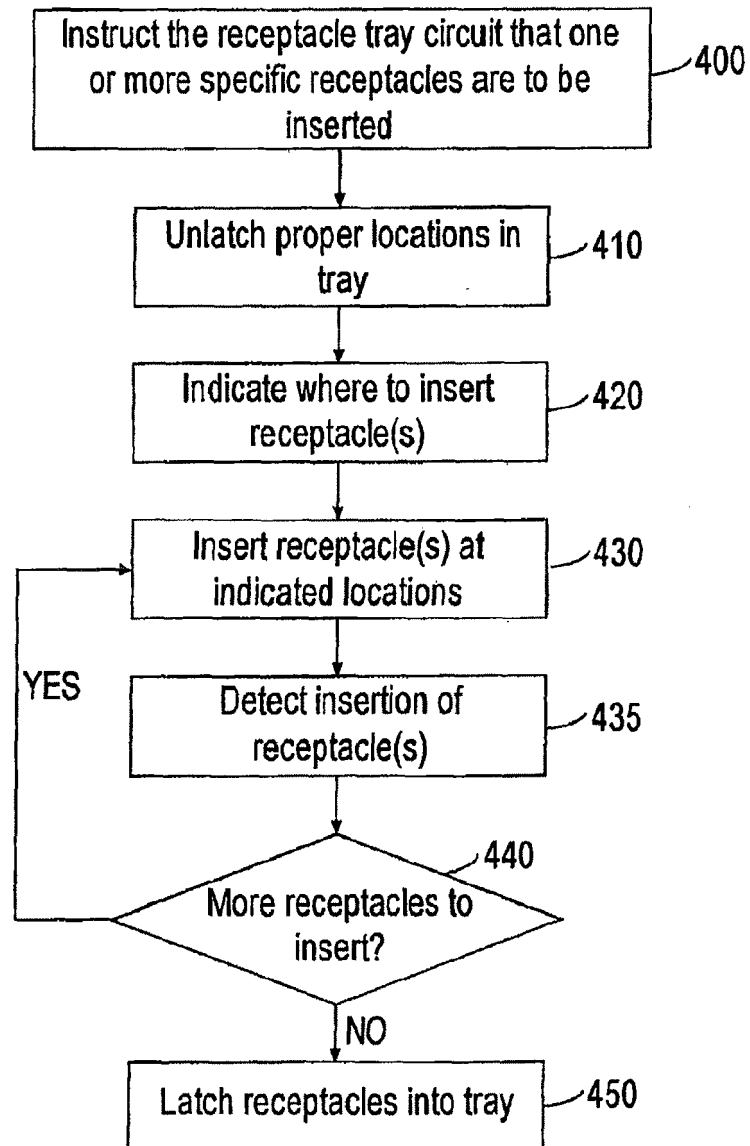 Instruct the receptacle tray circuit that one
or more specific receptacles are to be
inserted
400
Unlatch proper locations in
tray
410
Indicate where to insert
receptacle(s)
420
Insert receptacle(s) at
indicated locations
430
YES
Detect insertion of
receptacle(s)
435
440
More receptacles to
insert?
NO
Latch receptacles into tray
450